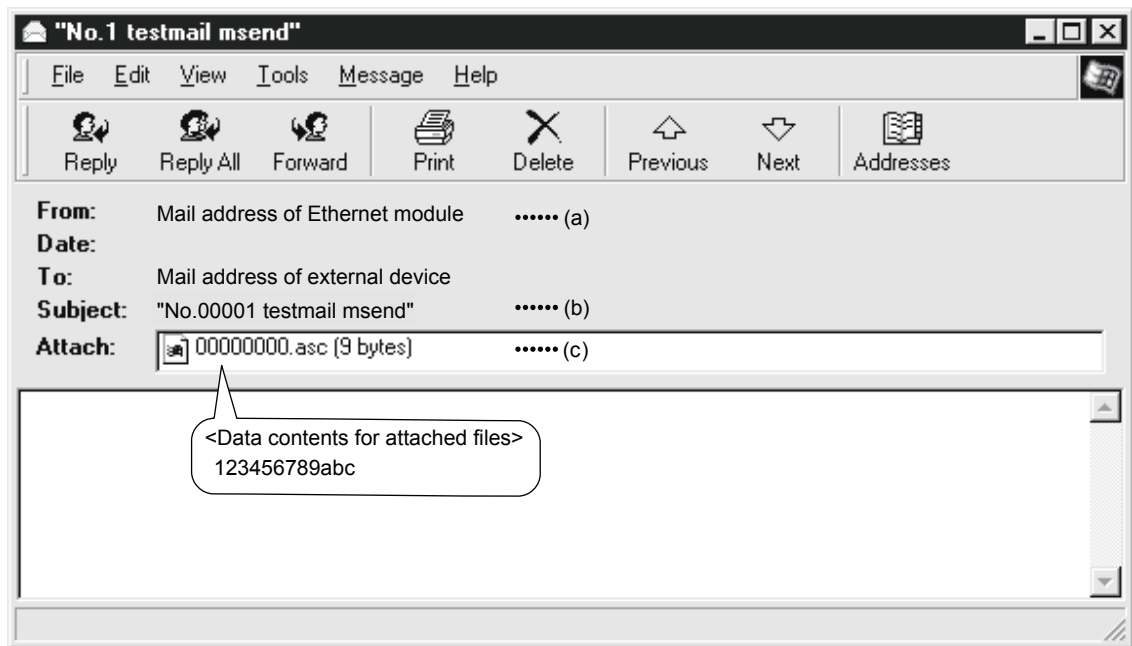 "No.1 testmail msend"
File Edit View Tools Message Help
Reply Reply All Forward Print Delete Previous Next Addresses
From: Mail address of Ethernet module •••••• (a)
Date:
To: Mail address of external device
Subject: "No.00001 testmail msend" •••••• (b)
Attach: 00000000.asc (9 bytes) •••••• (c)
<Data contents for attached files>
123456789abc